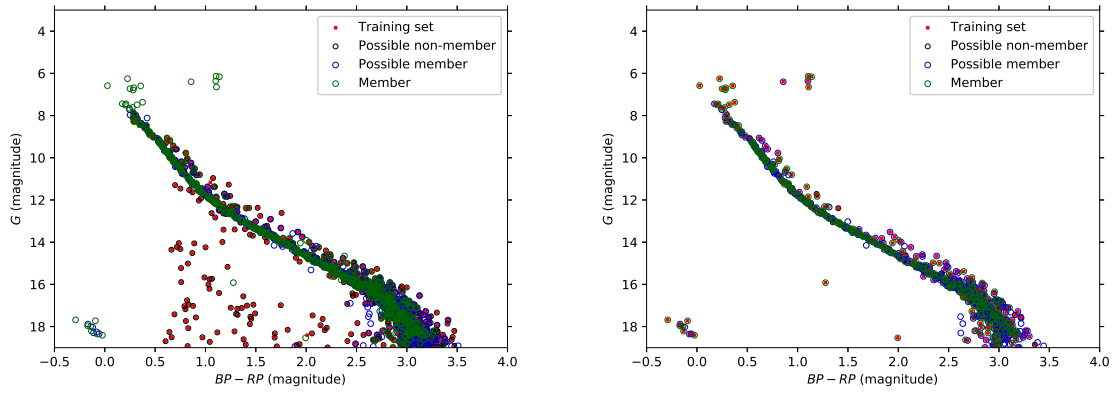 4
6
8
10
12
14
16
18
G (magnitude)
−0.5 0.0 0.5 1.0 1.5 2.0 2.5 3.0 3.5 4.0
BP − RP (magnitude)
Training set
Possible non-member
Possible member
Member
4
6
8
10
12
14
16
18
G (magnitude)
−0.5 0.0 0.5 1.0 1.5 2.0 2.5 3.0 3.5 4.0
BP − RP (magnitude)
Training set
Possible non-member
Possible member
Member